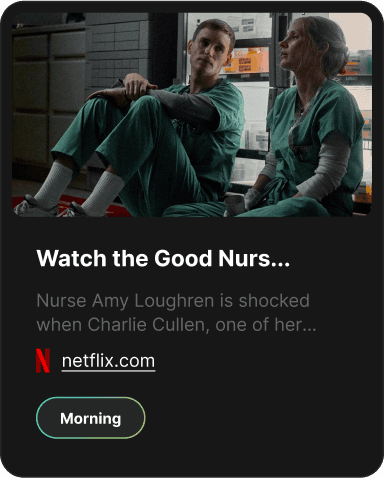 Watch the Good Nurs...
Nurse Amy Loughren is shocked
when Charlie Cullen, one of her...
netflix.com
Morning